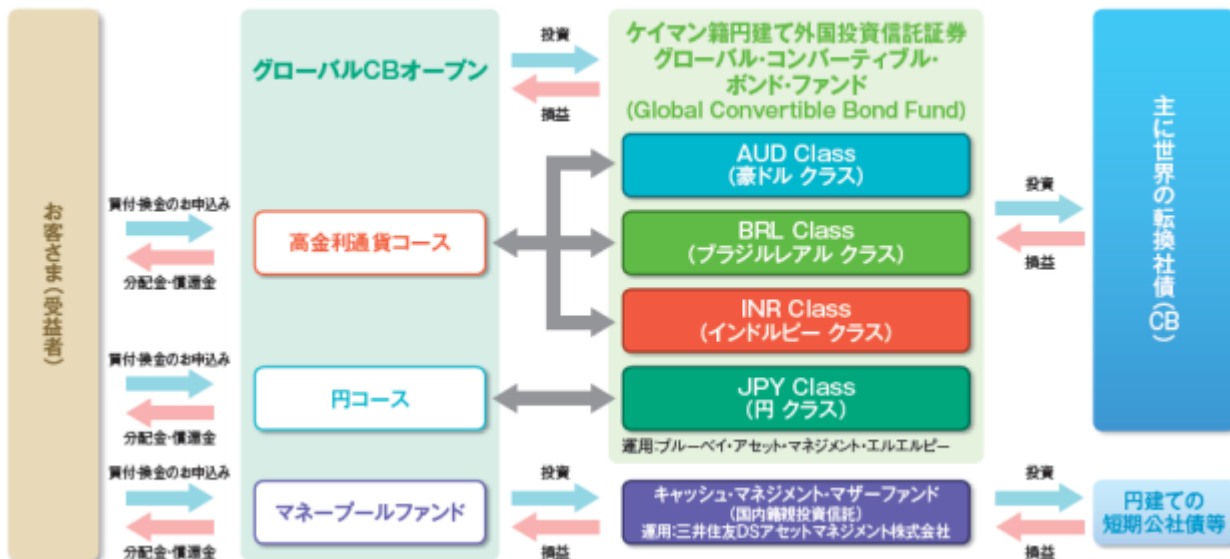 お客さま(受益者)
買付・換金のお申込み
分配金・償還金
買付・換金のお申込み
分配金・償還金
買付・換金のお申込み
分配金・償還金
グローバルCBオープン
高金利通貨コース
円コース
マネープールファンド
投資
損益
投資
損益
ケイマン籍円建て外国投資信託証券
グローバル・コンバーティブル・
ボンド・ファンド
(Global Convertible Bond Fund)
AUD Class
(豪ドル クラス)
BRL Class
(ブラジルレアル クラス)
INR Class
(インドルピー クラス)
JPY Class
(円 クラス)
運用:ブルーベイ・アセット・マネジメント・エルエルピー
キャッシュ・マネジメント・マザーファンド
(国内籍親投資信託)
運用:三井住友DSアセットマネジメント株式会社
投資
損益
投資
損益
主に世界の転換社債(CB)
円建ての
短期公社債等